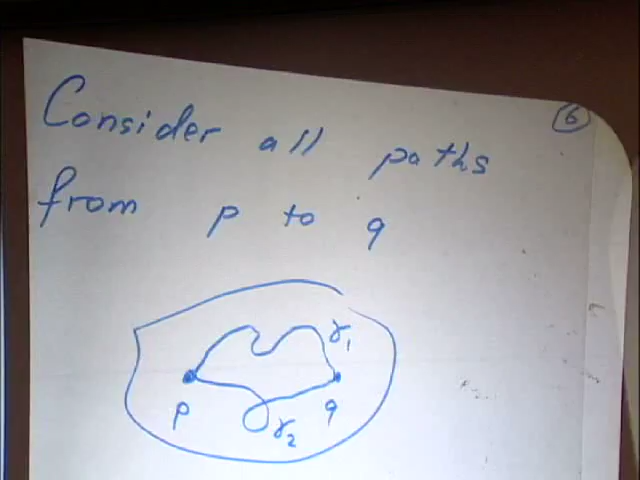 6
Consider all paths
from p to q
γ₁
p q
γ₂